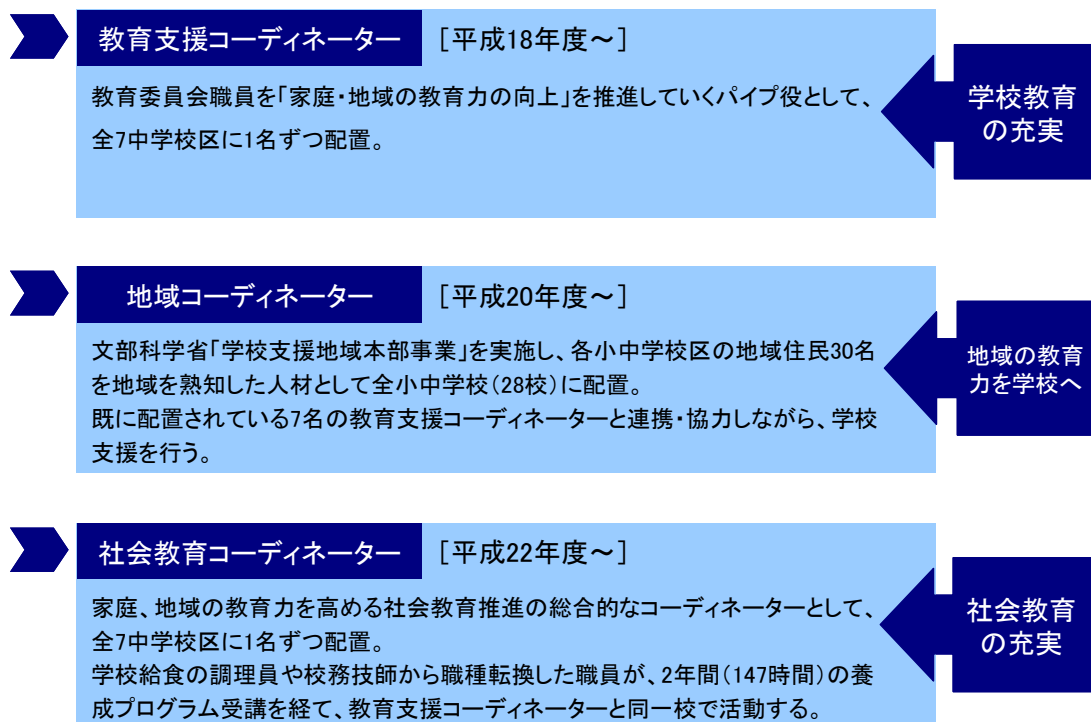 教育支援コーディネーター ［平成18年度～］
教育委員会職員を「家庭・地域の教育力の向上」を推進していくパイプ役として、
全7中学校区に1名ずつ配置。
学校教育
の充実
地域コーディネーター ［平成20年度～］
文部科学省「学校支援地域本部事業」を実施し、各小中学校区の地域住民30名
を地域を熟知した人材として全小中学校（28校）に配置。
既に配置されている7名の教育支援コーディネーターと連携・協力しながら、学校
支援を行う。
地域の教育
力を学校へ
社会教育コーディネーター ［平成22年度～］
家庭、地域の教育力を高める社会教育推進の総合的なコーディネーターとして、
全7中学校区に1名ずつ配置。
学校給食の調理員や校務技師から職種転換した職員が、2年間（147時間）の養
成プログラム受講を経て、教育支援コーディネーターと同一校で活動する。
社会教育
の充実